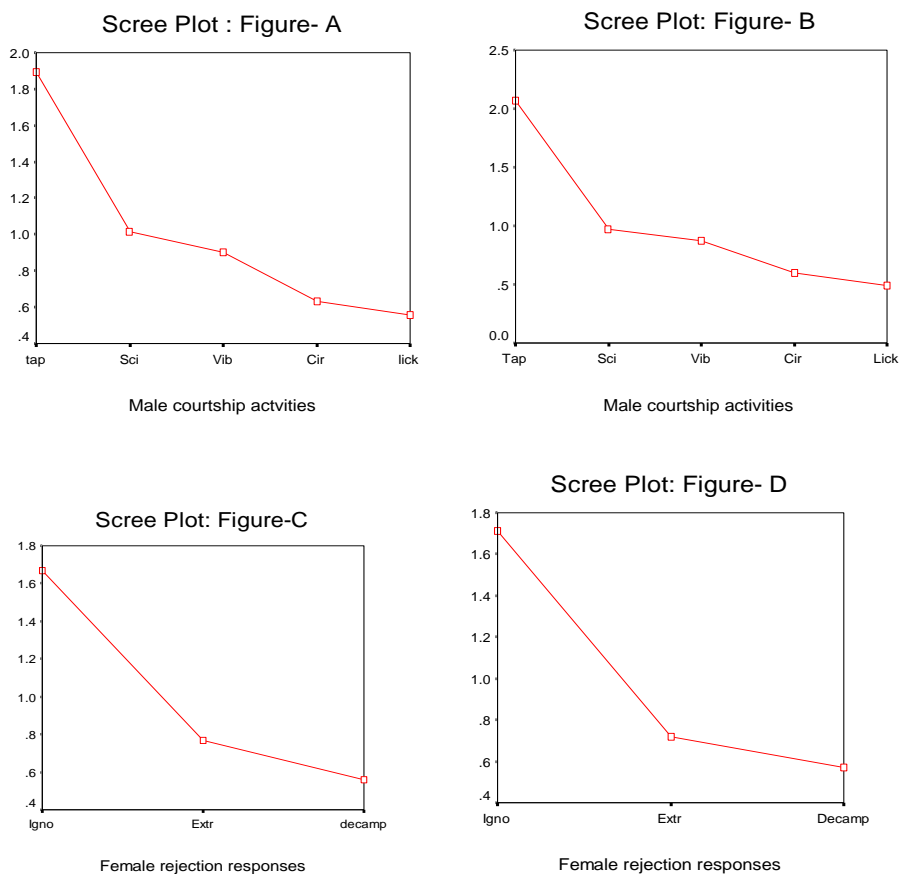 Scree Plot : Figure- A
2.0
1.8
1.6
1.4
1.2
1.0
.8
.6
.4
tap Sci Vib Cir lick
Male courtship actvities
Scree Plot: Figure- B
2.5
2.0
1.5
1.0
.5
0.0
Tap Sci Vib Cir Lick
Male courtship activities
Scree Plot: Figure-C
1.8
1.6
1.4
1.2
1.0
.8
.6
.4
Igno Extr decamp
Female rejection responses
Scree Plot: Figure- D
1.8
1.6
1.4
1.2
1.0
.8
.6
.4
Igno Extr Decamp
Female rejection responses